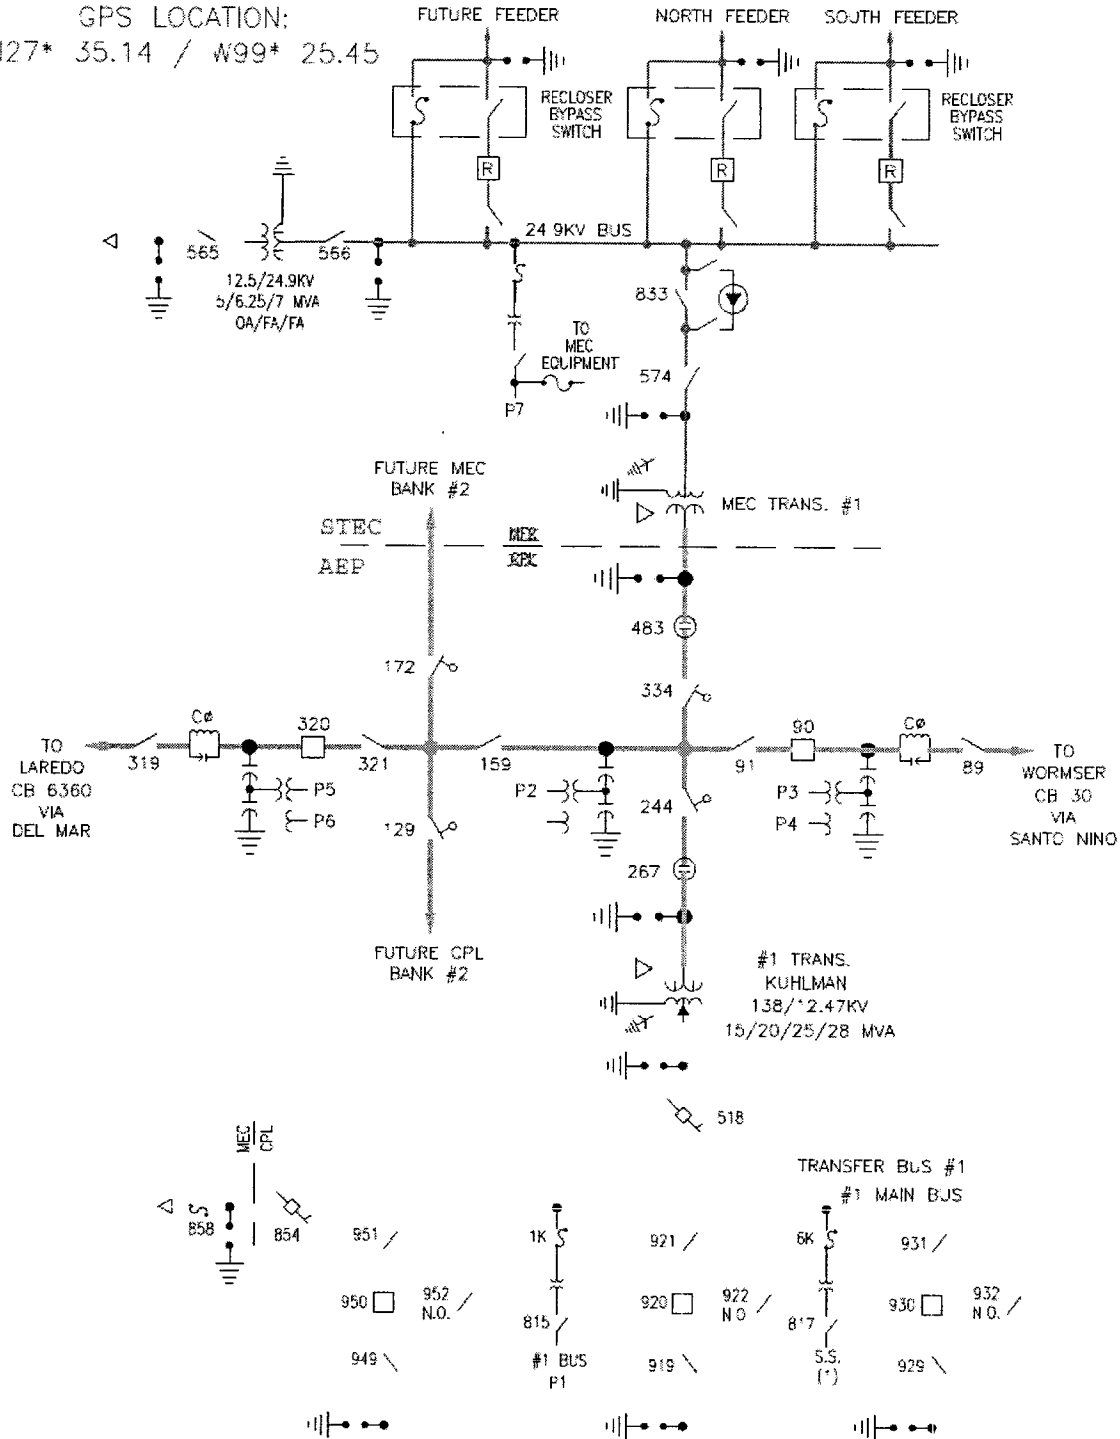 GPS LOCATION:
N27* 35.14 / W99* 25.45
FUTURE FEEDER
NORTH FEEDER
SOUTH FEEDER
RECLOSER
BYPASS
SWITCH
RECLOSER
BYPASS
SWITCH
R
R
R
24.9KV BUS
565
566
12.5/24.9KV
5/6.25/7 MVA
OA/FA/FA
833
TO
MEC
EQUIPMENT
P7
574
FUTURE MEC
BANK #2
MEC TRANS. #1
STEC
AEP
483
172
334
TO
LAREDO
CB 6360
VIA
DEL MAR
319
CØ
320
321
159
P5
P6
P2
91
90
CØ
89
P3
P4
TO
WORMSER
CB 30
VIA
SANTO NINO
129
244
267
FUTURE CPL
BANK #2
#1 TRANS.
KUHLMAN
138/12.47KV
15/20/25/28 MVA
518
MEC
CPL
TRANSFER BUS #1
#1 MAIN BUS
858
854
951
1K
921
6K
931
950
952
N.O.
920
922
N.O
930
932
N.O.
815
817
949
#1 BUS
P1
919
S.S.
(*)
929